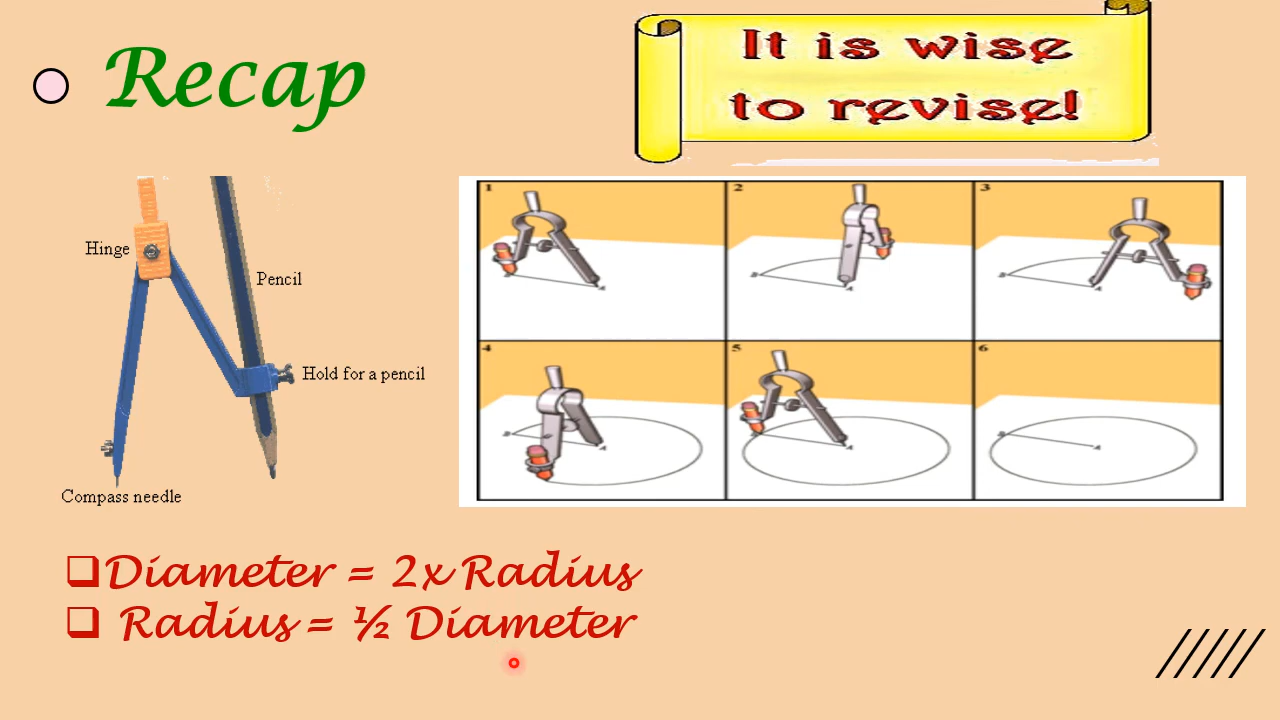 Recap
It is wise
to revise!
Hinge
Pencil
Hold for a pencil
Compass needle
1
2
3
4
5
6
Diameter = 2x Radius
Radius = ½ Diameter